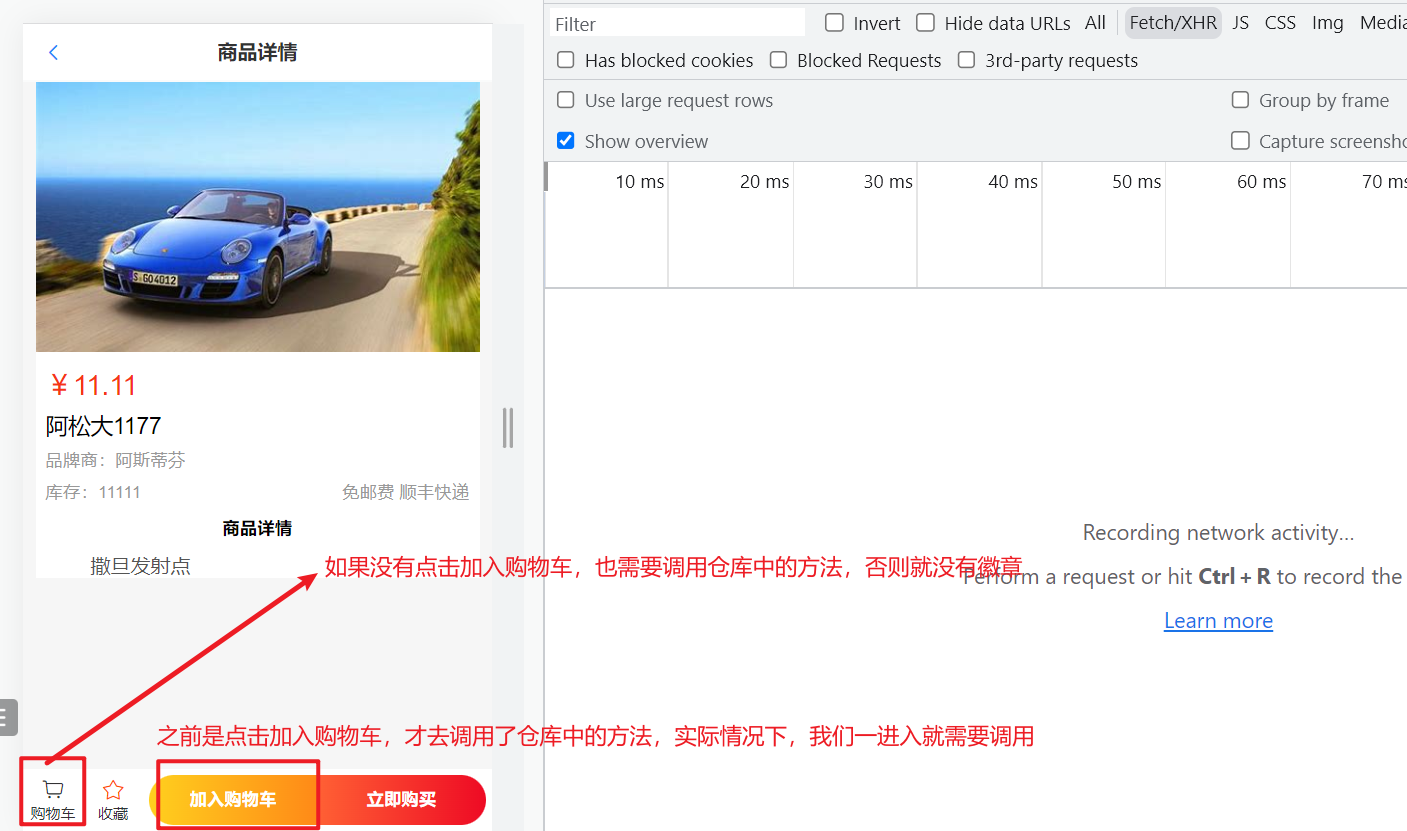 商品详情
S GO4012
￥11.11
阿松大1177
品牌商：阿斯蒂芬
库存：11111
免邮费 顺丰快递
商品详情
撒旦发射点
如果没有点击加入购物车，也需要调用仓库中的方法，否则就没有徽章
之前是点击加入购物车，才去调用了仓库中的方法，实际情况下，我们一进入就需要调用
购物车
收藏
加入购物车
立即购买
Filter
Invert
Hide data URLs
All
Fetch/XHR
JS
CSS
Img
Media
Has blocked cookies
Blocked Requests
3rd-party requests
Use large request rows
Group by frame
Show overview
Capture screensho
10 ms
20 ms
30 ms
40 ms
50 ms
60 ms
70 ms
Recording network activity…
Perform a request or hit Ctrl + R to record the
Learn more